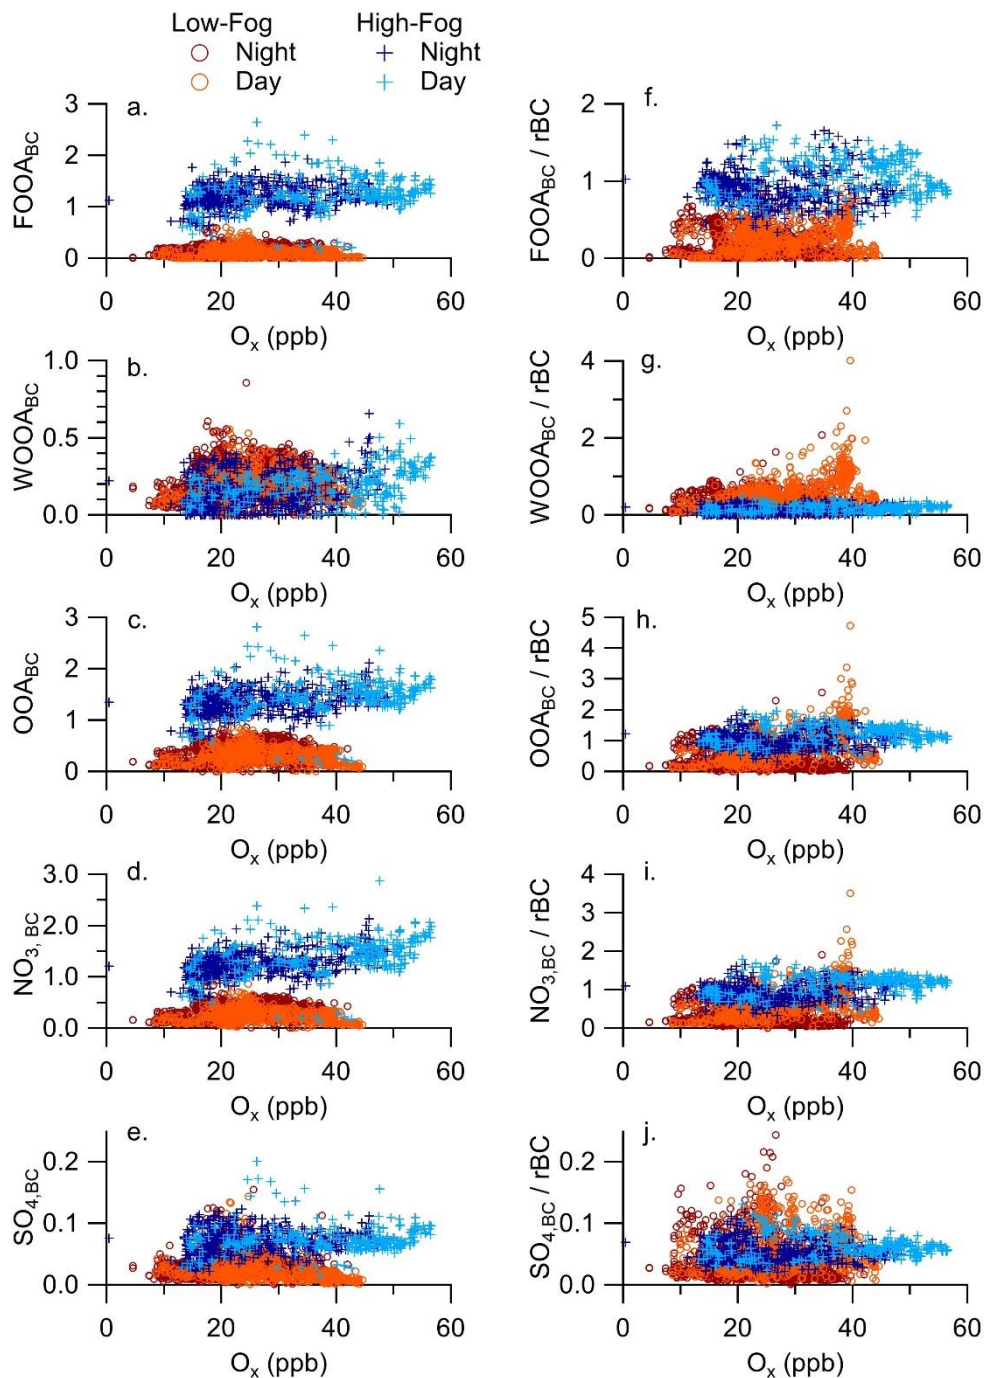 Low-Fog High-Fog
Night Night
Day Day
a.
FOOA_BC
3
2
1
0
0 20 40 60
O_x (ppb)
f.
FOOA_BC / rBC
2
1
0
0 20 40 60
O_x (ppb)
b.
WOOA_BC
1.0
0.5
0.0
0 20 40 60
O_x (ppb)
g.
WOOA_BC / rBC
4
2
0
0 20 40 60
O_x (ppb)
c.
OOA_BC
3
2
1
0
0 20 40 60
O_x (ppb)
h.
OOA_BC / rBC
5
4
3
2
1
0
0 20 40 60
O_x (ppb)
d.
NO_3, BC
3.0
2.0
1.0
0.0
0 20 40 60
O_x (ppb)
i.
NO_3,BC / rBC
4
3
2
1
0
0 20 40 60
O_x (ppb)
e.
SO_4,BC
0.2
0.1
0.0
0 20 40 60
O_x (ppb)
j.
SO_4,BC / rBC
0.2
0.1
0.0
0 20 40 60
O_x (ppb)